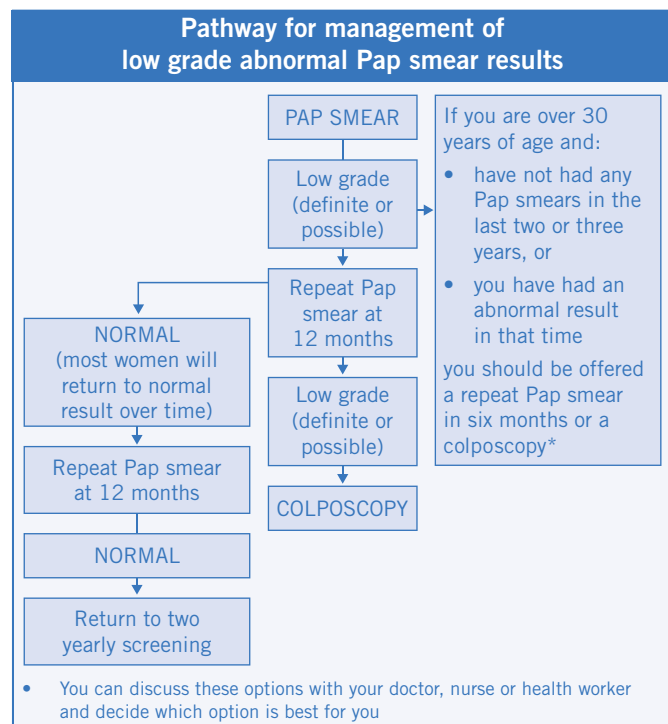 Pathway for management of
low grade abnormal Pap smear results
PAP SMEAR
Low grade
(definite or
possible)
If you are over 30
years of age and:
• have not had any
Pap smears in the
last two or three
years, or
• you have had an
abnormal result
in that time
you should be offered
a repeat Pap smear
in six months or a
colposcopy*
Repeat Pap
smear at
12 months
Low grade
(definite or
possible)
COLPOSCOPY
NORMAL
(most women will
return to normal
result over time)
Repeat Pap smear
at 12 months
NORMAL
Return to two
yearly screening
• You can discuss these options with your doctor, nurse or health worker
and decide which option is best for you